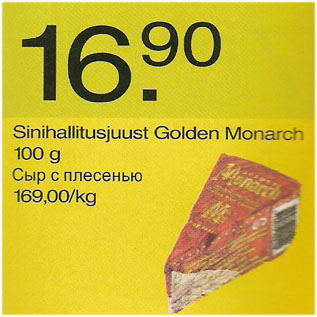 16.90
Sinihallitusjuust Golden Monarch
100 g
Сыр с плесенью
169,00/kg
Monarch